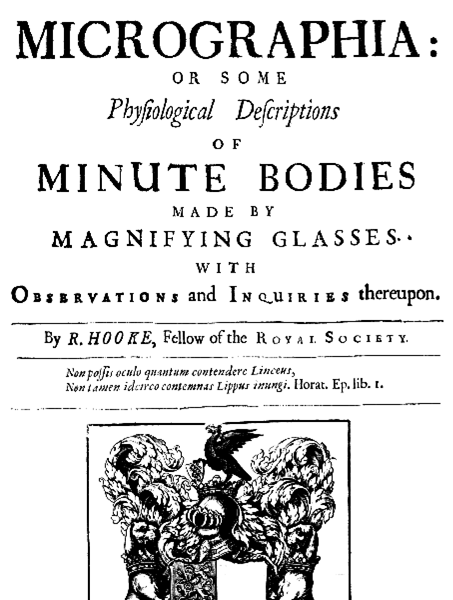 MICROGRAPHIA:
OR SOME
Phyſiological Deſcriptions
OF
MINUTE BODIES
MADE BY
MAGNIFYING GLASSES.
WITH
OBSERVATIONS and INQUIRIES thereupon.
By R. HOOKE, Fellow of the ROYAL SOCIETY.
Non poſſis oculo quantum contendere Linceus,
Non tamen idcirco contemnas Lippus inungi. Horat. Ep. lib. 1.